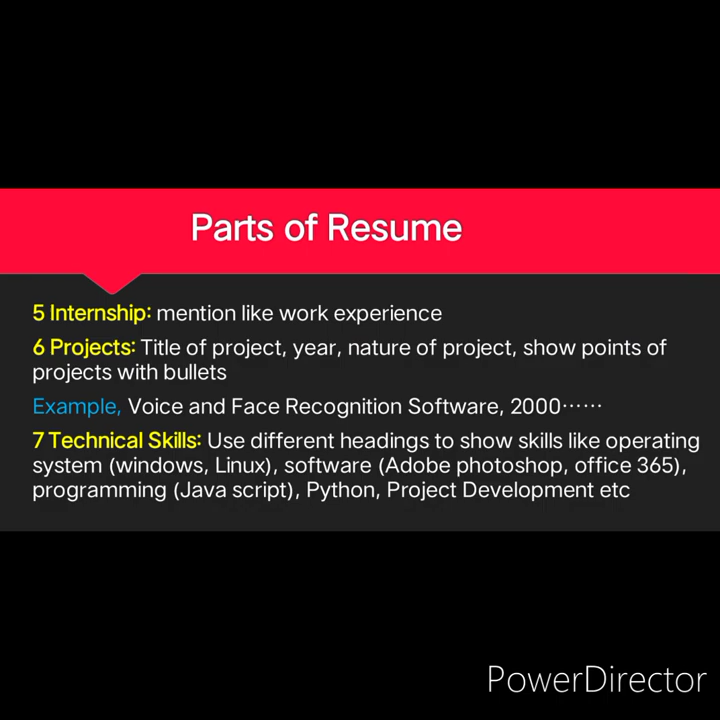 Parts of Resume
5 Internship: mention like work experience
6 Projects: Title of project, year, nature of project, show points of
projects with bullets
Example, Voice and Face Recognition Software, 2000⋯⋯
7 Technical Skills: Use different headings to show skills like operating
system (windows, Linux), software (Adobe photoshop, office 365),
programming (Java script), Python, Project Development etc
PowerDirector